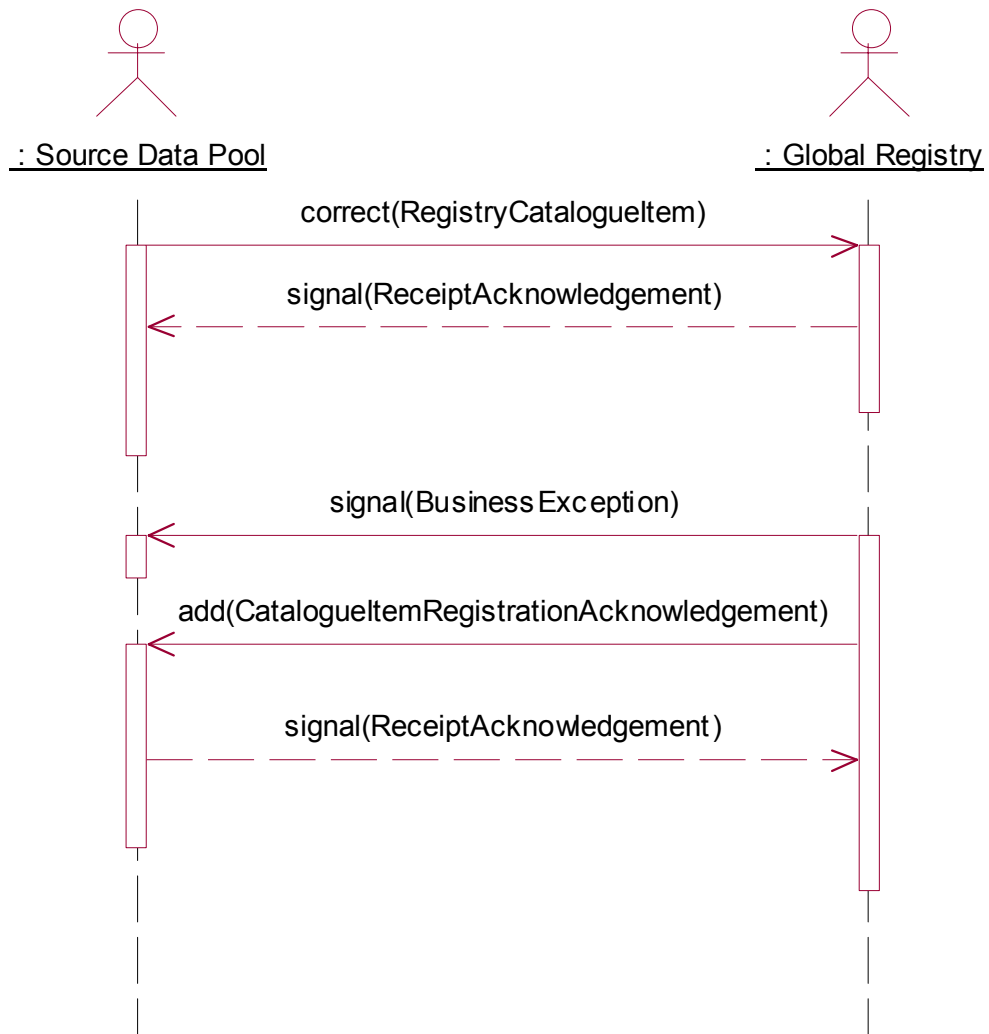 : Source Data Pool
: Global Registry
correct(RegistryCatalogueItem)
signal(ReceiptAcknowledgement)
signal(BusinessException)
add(CatalogueItemRegistrationAcknowledgement)
signal(ReceiptAcknowledgement)